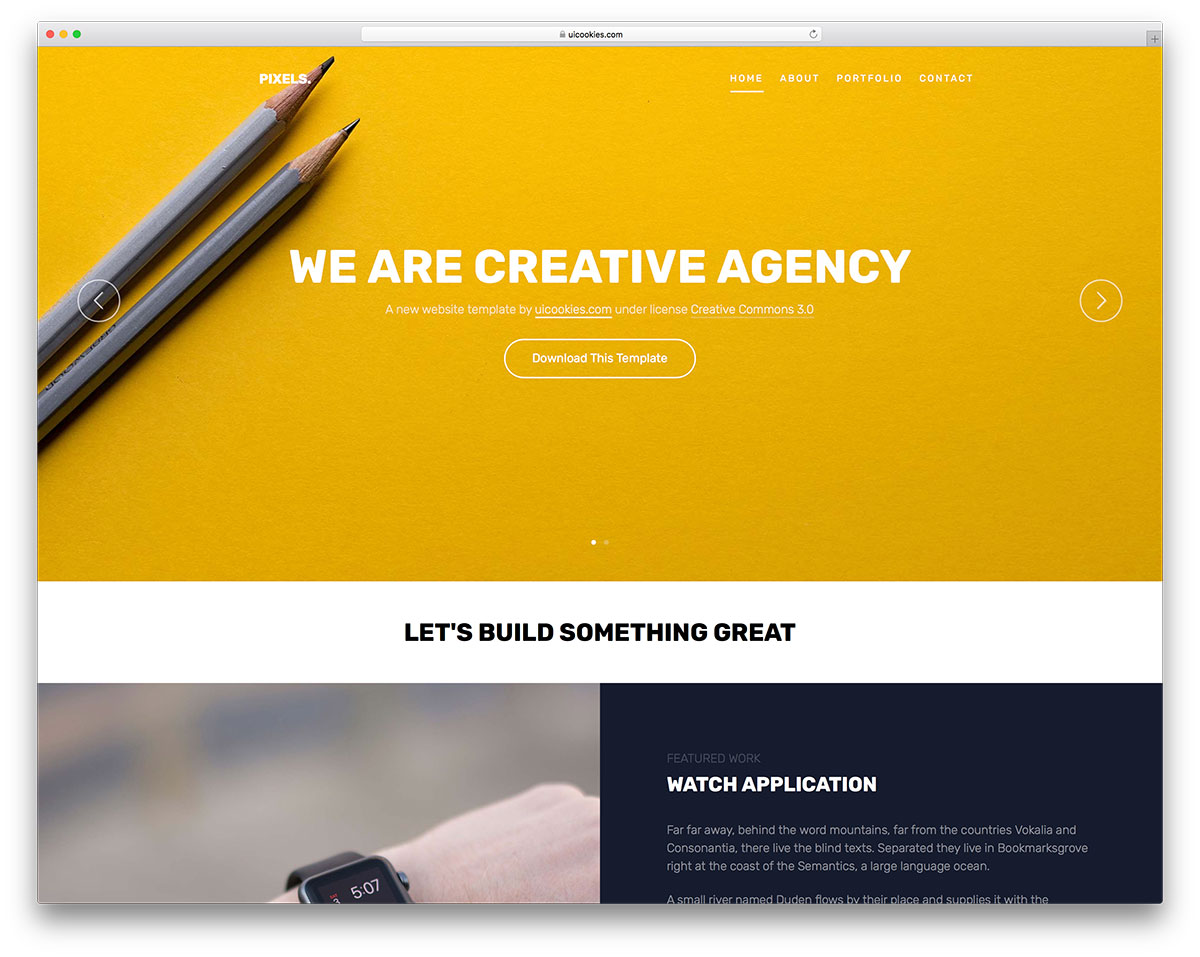 uicookies.com
PIXELS.
HOME ABOUT PORTFOLIO CONTACT
WE ARE CREATIVE AGENCY
A new website template by uicookies.com under license Creative Commons 3.0
Download This Template
LET'S BUILD SOMETHING GREAT
FEATURED WORK
WATCH APPLICATION
Far far away, behind the word mountains, far from the countries Vokalia and
Consonantia, there live the blind texts. Separated they live in Bookmarksgrove
right at the coast of the Semantics, a large language ocean.
A small river named Duden flows by their place and supplies it with the
5:07